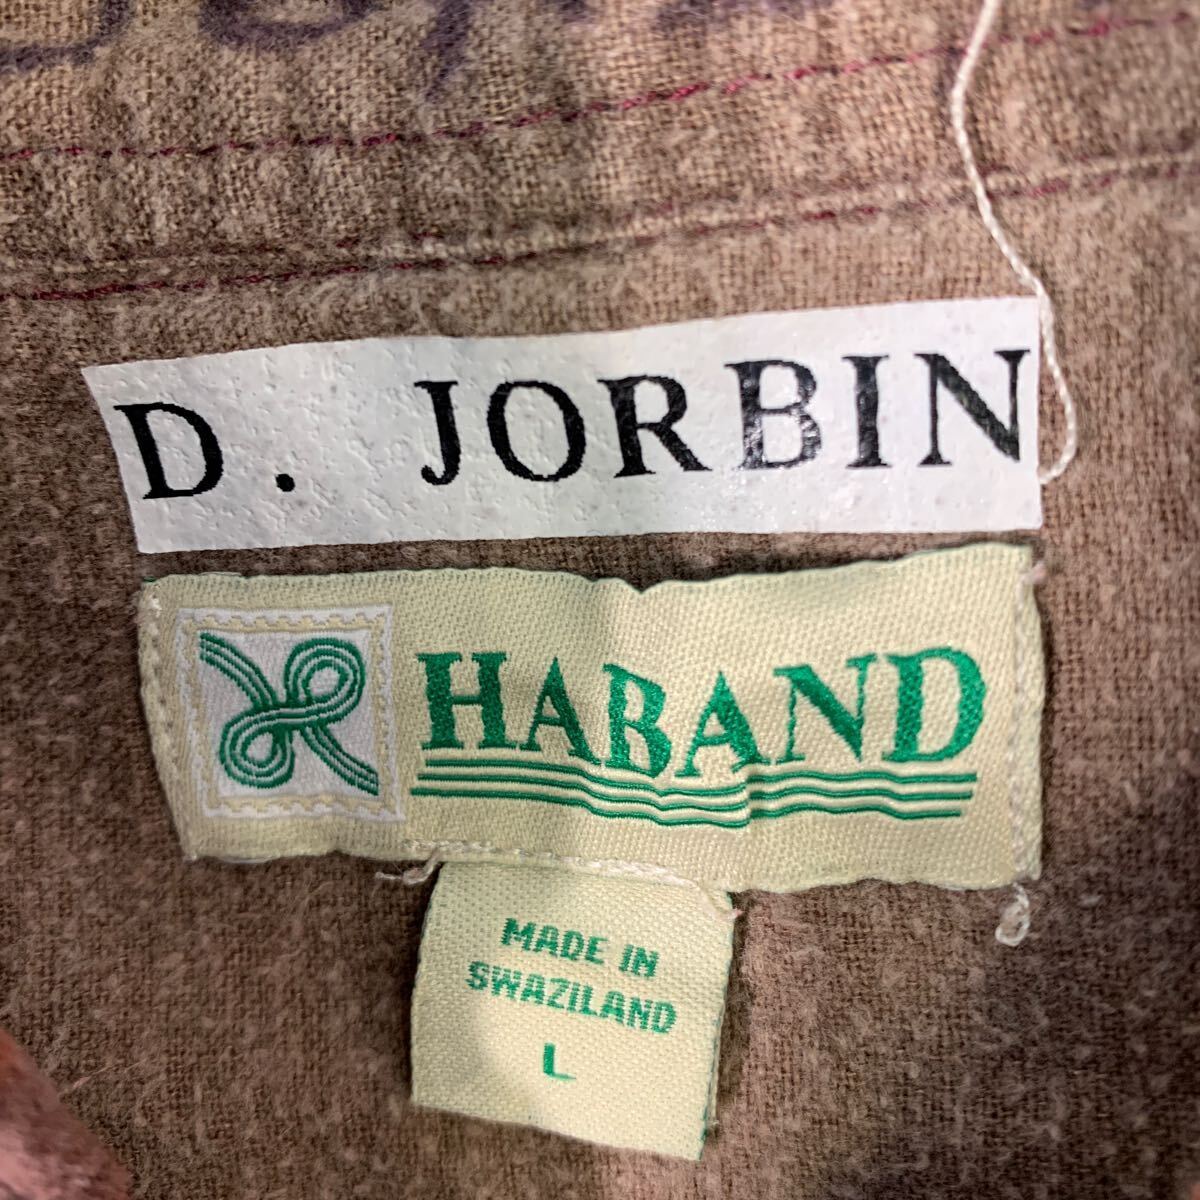 D. JORBIN
HABAND
MADE IN
SWAZILAND
L